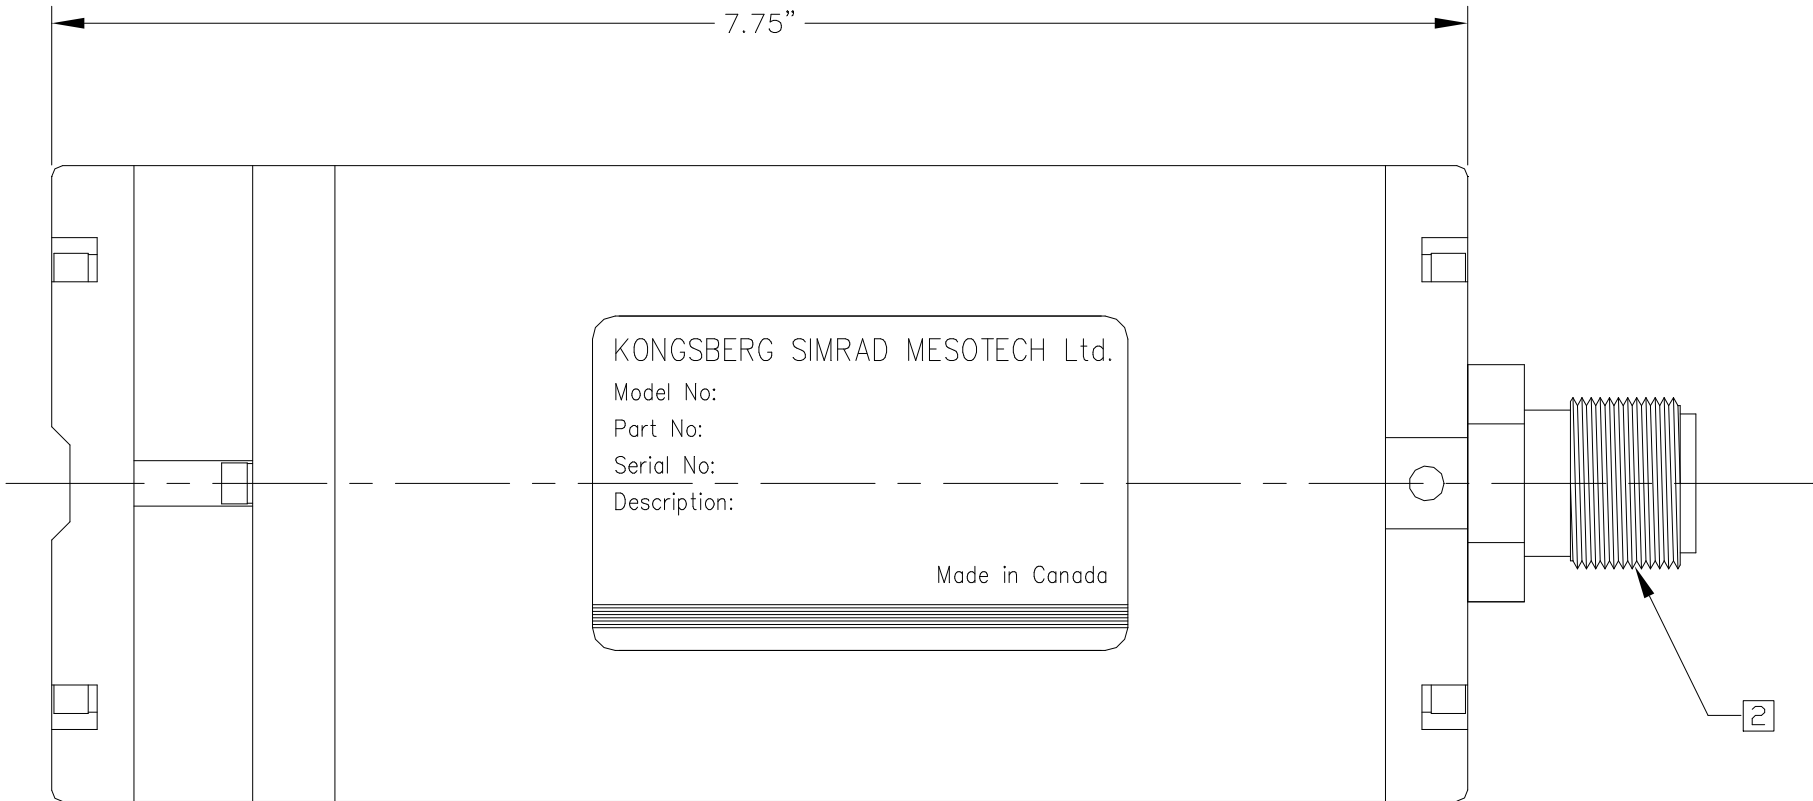 7.75"
KONGSBERG SIMRAD MESOTECH Ltd.
Model No:
Part No:
Serial No:
Description:
Made in Canada
2